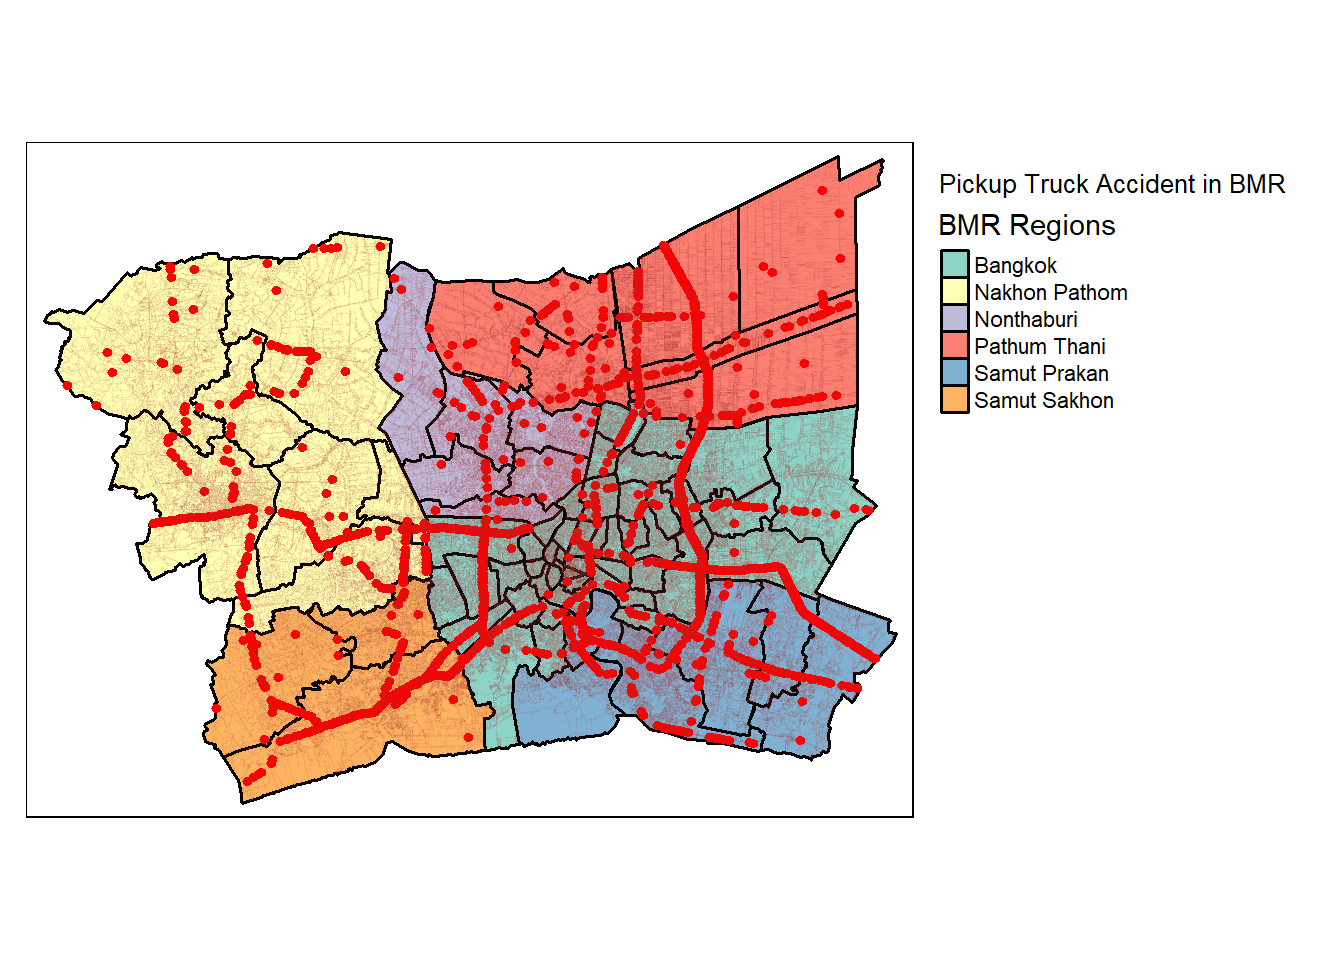 Pickup Truck Accident in BMR
BMR Regions
Bangkok
Nakhon Pathom
Nonthaburi
Pathum Thani
Samut Prakan
Samut Sakhon